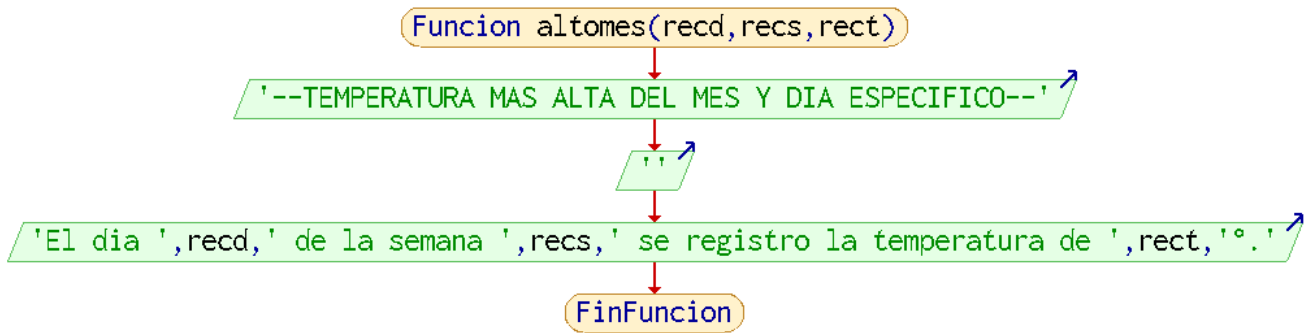 Funcion altomes(recd,recs,rect)
'--TEMPERATURA MAS ALTA DEL MES Y DIA ESPECIFICO--'
''
'El dia ',recd,' de la semana ',recs,' se registro la temperatura de ',rect,'°.'
FinFuncion